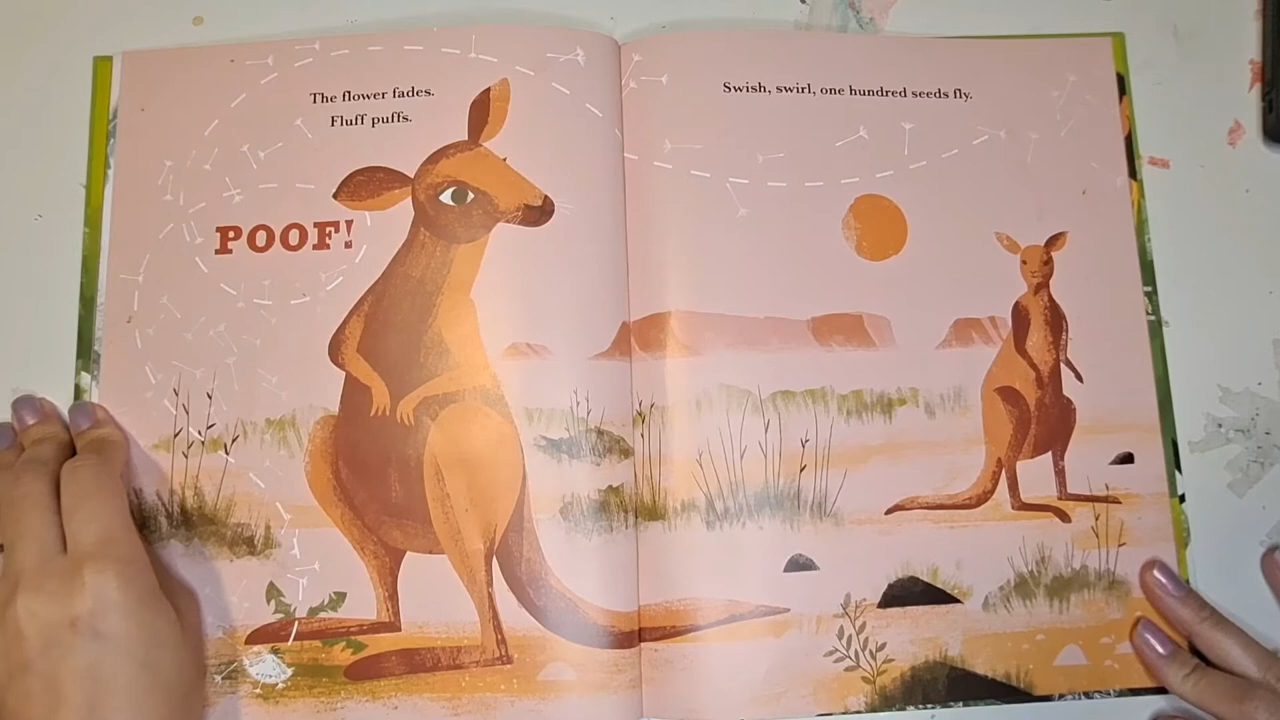 The flower fades.
Fluff puffs.
POOF!
Swish, swirl, one hundred seeds fly.